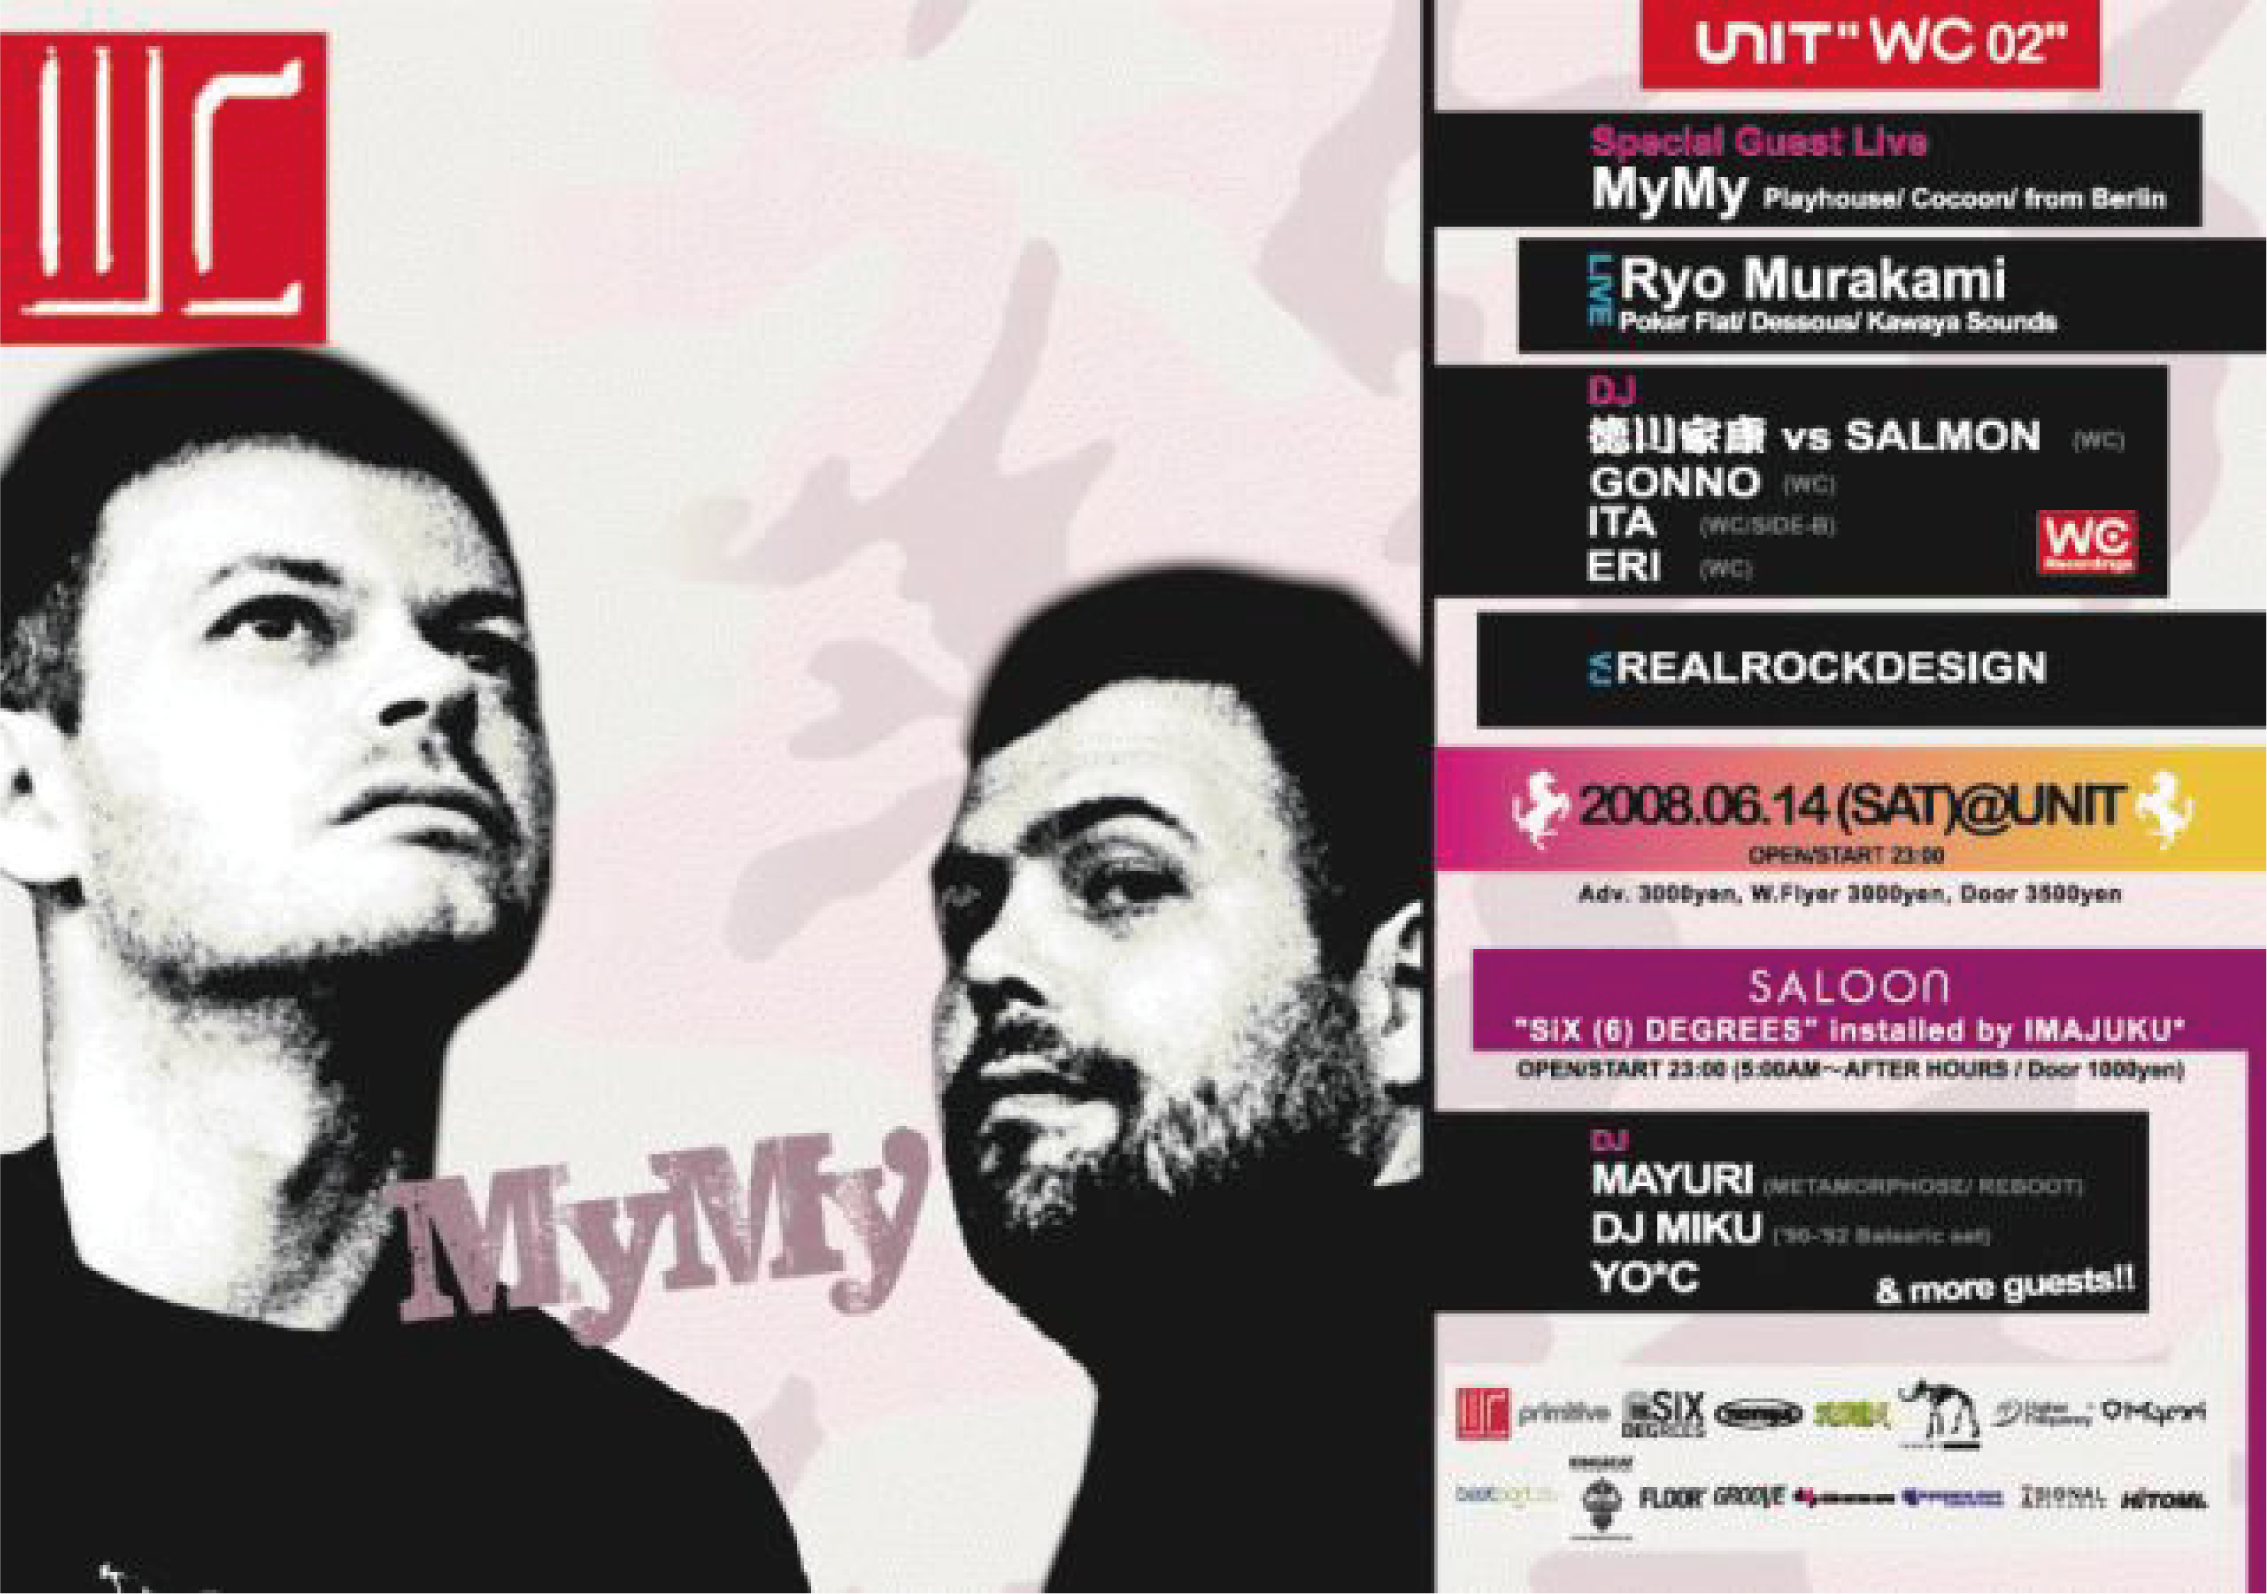 WC
MyMy
UNIT "WC 02"
Special Guest Live
MyMy Playhouse/ Cocoon/ from Berlin
LIVE
Ryo Murakami
Poker Flat/ Dessous/ Kawaya Sounds
DJ
徳川家康 vs SALMON (WC)
GONNO (WC)
ITA (WC/SIDE-B)
ERI (WC)
WC
Recordings
VJ
REALROCKDESIGN
2008.06.14(SAT)@UNIT
OPEN/START 23:00
Adv. 3000yen, W.Flyer 3000yen, Door 3500yen
SALOON
"SiX (6) DEGREES" installed by IMAJUKU*
OPEN/START 23:00 (5:00AM～AFTER HOURS / Door 1000yen)
DJ
MAYURI (METAMORPHOSE/ REBOOT)
DJ MIKU ('90-'92 Balearic set)
YO*C
& more guests!!
WC primitive SIX DEGREES
FLOOR GROOVE SIGNAL HITOMI.